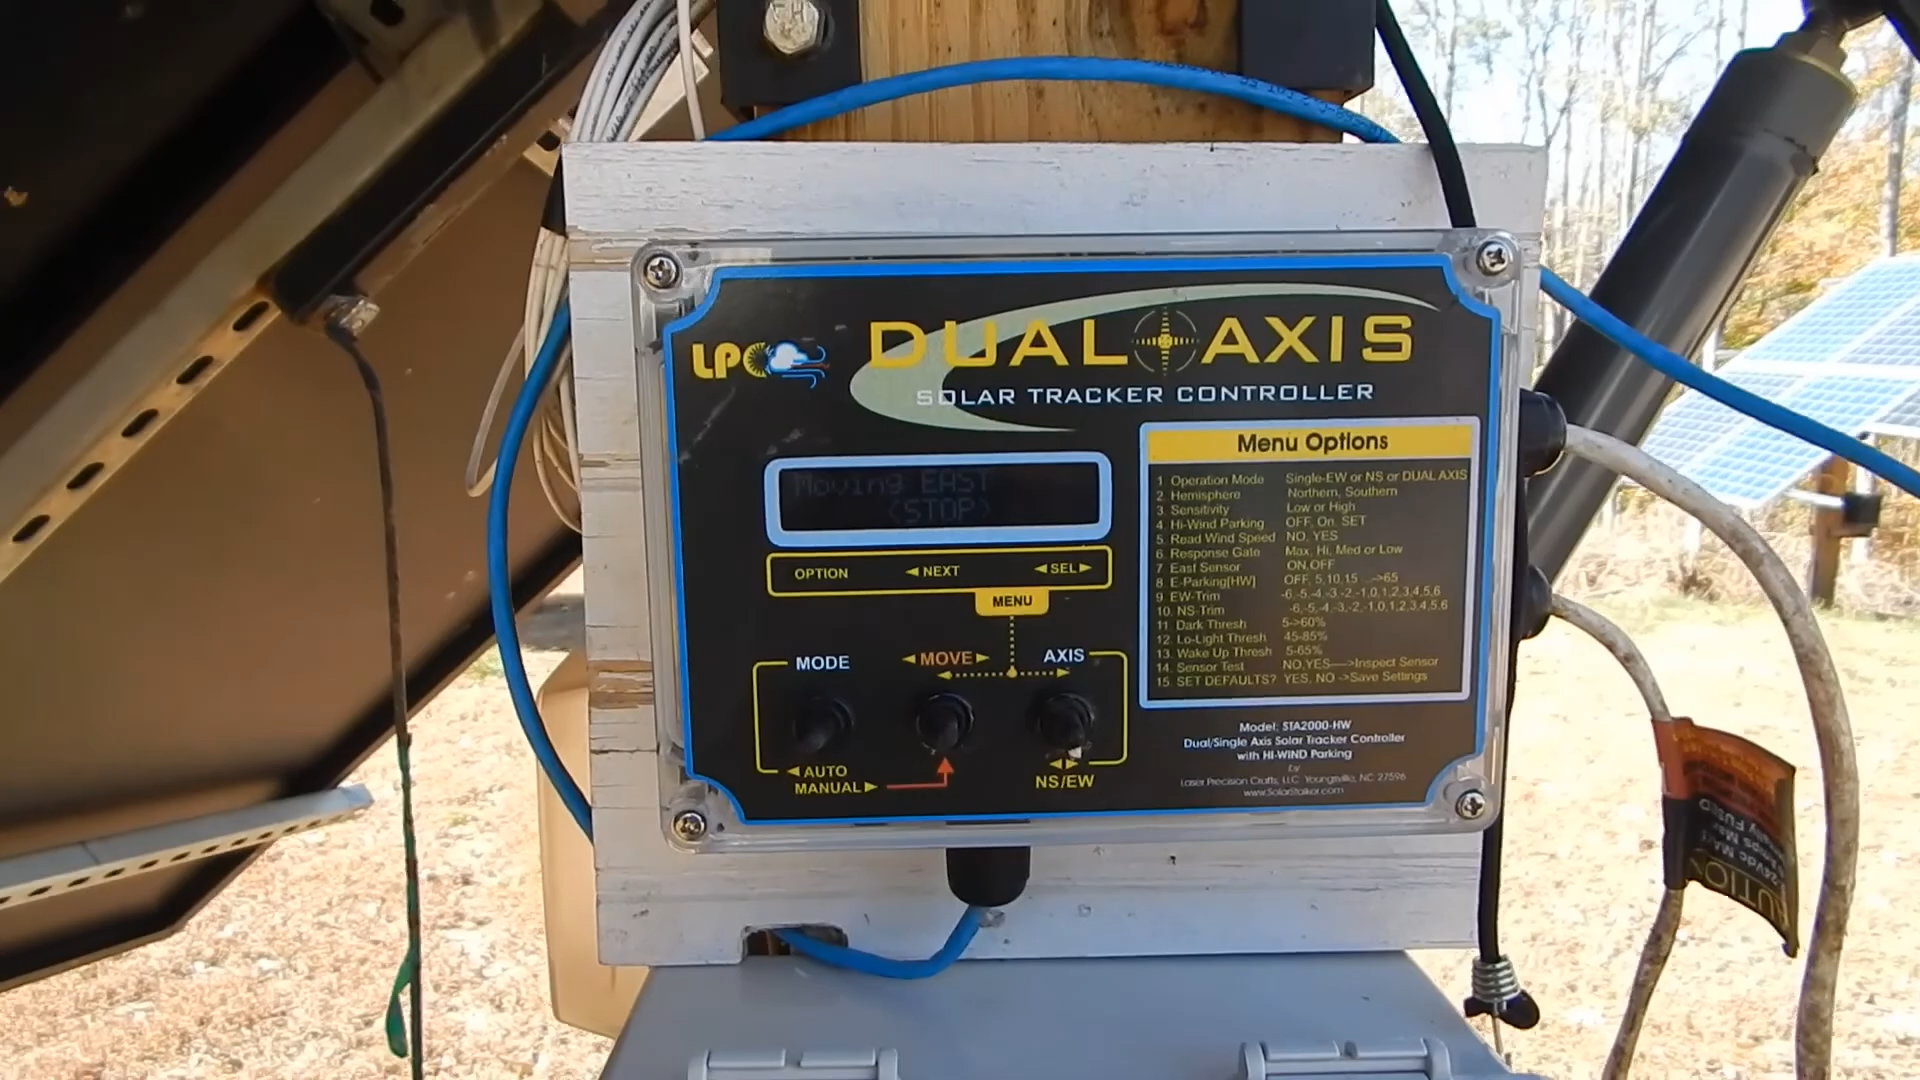 LPC
DUAL AXIS
SOLAR TRACKER CONTROLLER
Moving EAST
(STOP)
OPTION ◄NEXT ◄SEL►
MENU
MODE ◄MOVE► AXIS
◄AUTO
MANUAL►
◄►
NS/EW
Menu Options
1 Operation Mode Single-EW or NS or DUAL AXIS
2. Hemisphere Northern, Southern
3. Sensitivity Low or High
4. Hi-Wind Parking OFF, On, SET
5. Read Wind Speed NO, YES
6. Response Gate Max, Hi, Med or Low
7 East Sensor ON,OFF
8 E-Parking[HW] OFF, 5,10,15 ...->65
9 EW-Trim -6,-5,-4,-3,-2,-1,0,1,2,3,4,5,6
10. NS-Trim -6,-5,-4,-3,-2,-1,0,1,2,3,4,5,6
11. Dark Thresh 5->60%
12. Lo-Light Thresh 45-85%
13. Wake Up Thresh 5-65%
14. Sensor Test NO,YES---->Inspect Sensor
15. SET DEFAULTS? YES, NO ->Save Settings
Model: STA2000-HW
Dual/Single Axis Solar Tracker Controller
with HI-WIND Parking
by
Laser Precision Crafts, LLC Youngsville, NC 27596
www.SolarStalker.com